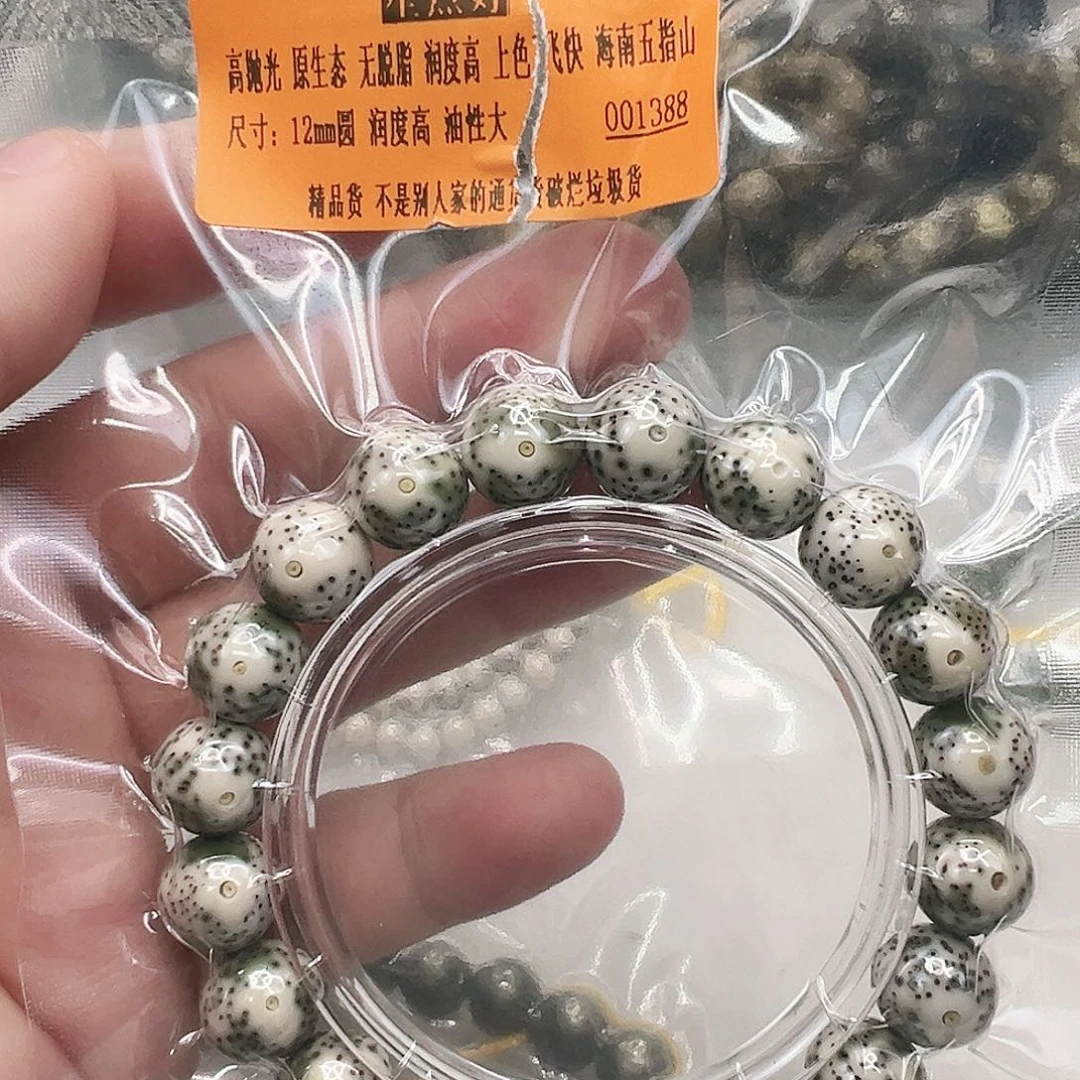 高抛光 原生态 无脱脂 润度高 上色飞快 海南五指山
尺寸：12mm圆 润度高 油性大 001388
精品货 不是别人家的通货破烂垃圾货